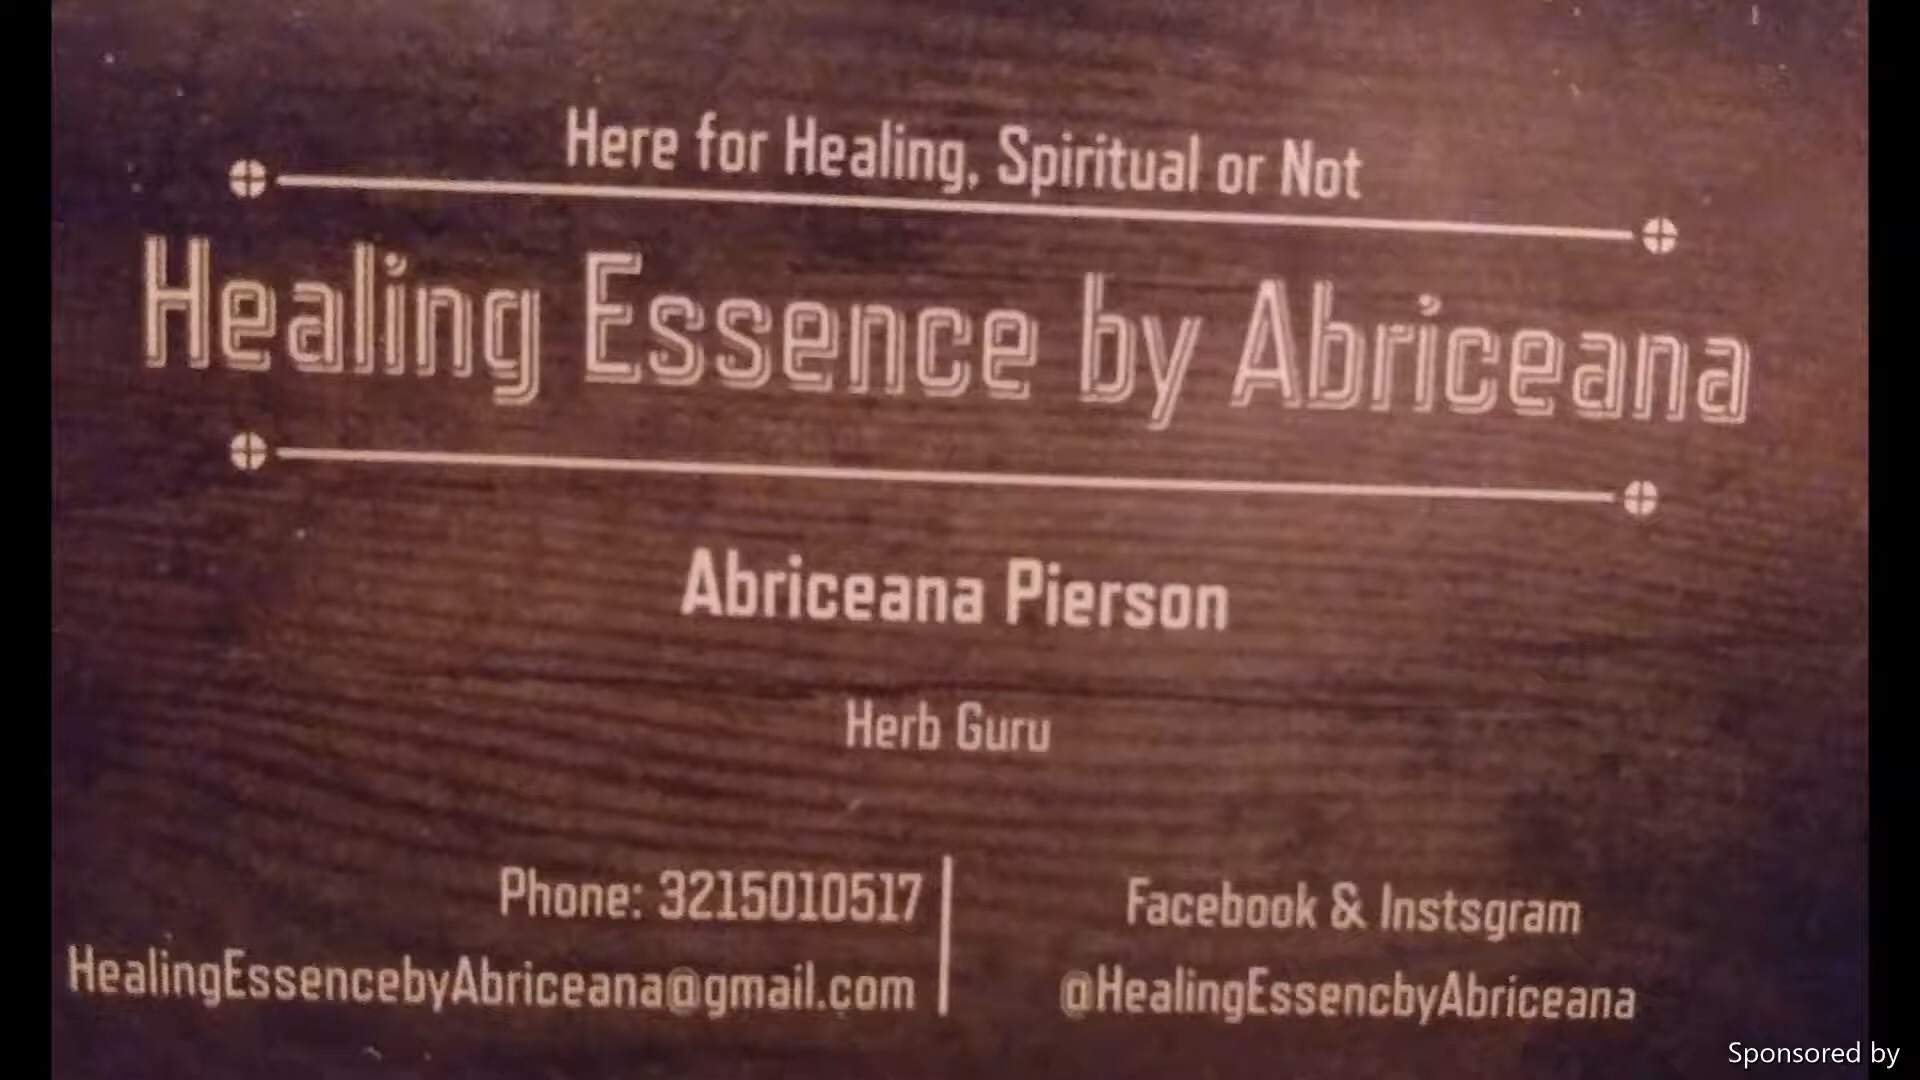 Here for Healing, Spiritual or Not
Healing Essence by Abriceana
Abriceana Pierson
Herb Guru
Phone: 3215010517
HealingEssencebyAbriceana@gmail.com
Facebook & Instsgram
@HealingEssencbyAbriceana
Sponsored by